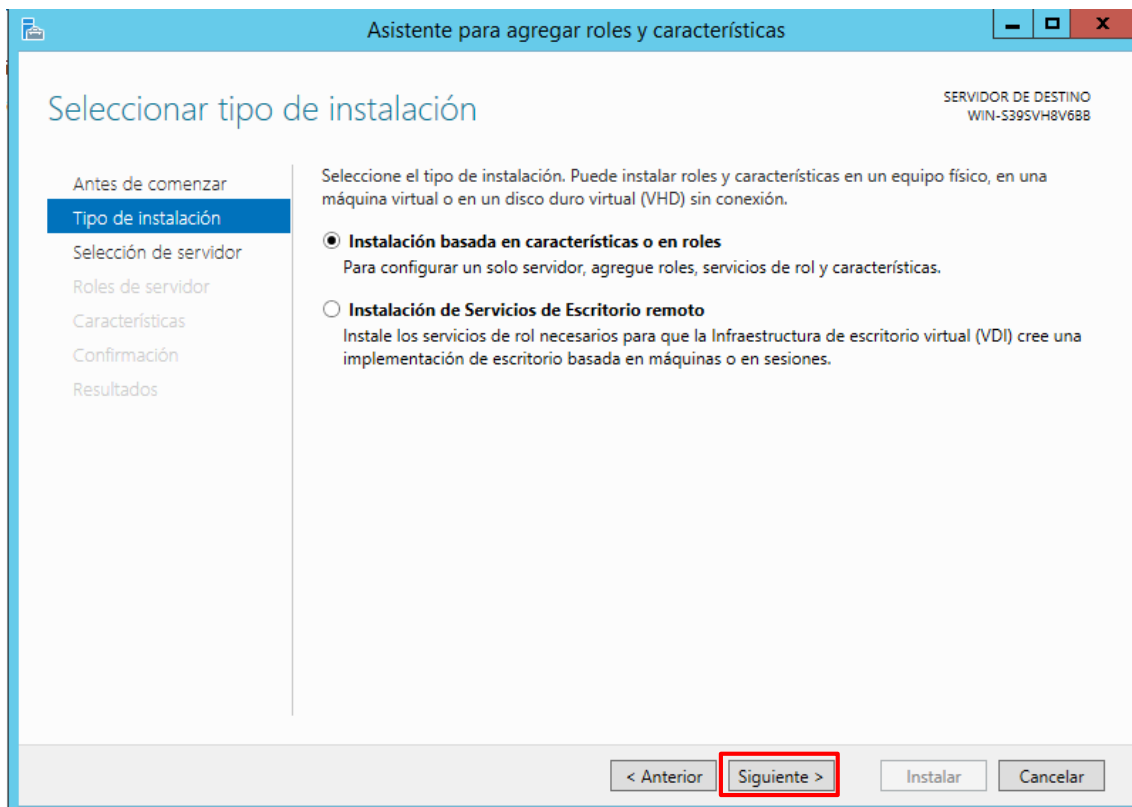 Asistente para agregar roles y características
Seleccionar tipo de instalación
SERVIDOR DE DESTINO
WIN-S39SVH8V6BB
Antes de comenzar
Tipo de instalación
Selección de servidor
Roles de servidor
Características
Confirmación
Resultados
Seleccione el tipo de instalación. Puede instalar roles y características en un equipo físico, en una
máquina virtual o en un disco duro virtual (VHD) sin conexión.
Instalación basada en características o en roles
Para configurar un solo servidor, agregue roles, servicios de rol y características.
Instalación de Servicios de Escritorio remoto
Instale los servicios de rol necesarios para que la Infraestructura de escritorio virtual (VDI) cree una
implementación de escritorio basada en máquinas o en sesiones.
< Anterior
Siguiente >
Instalar
Cancelar